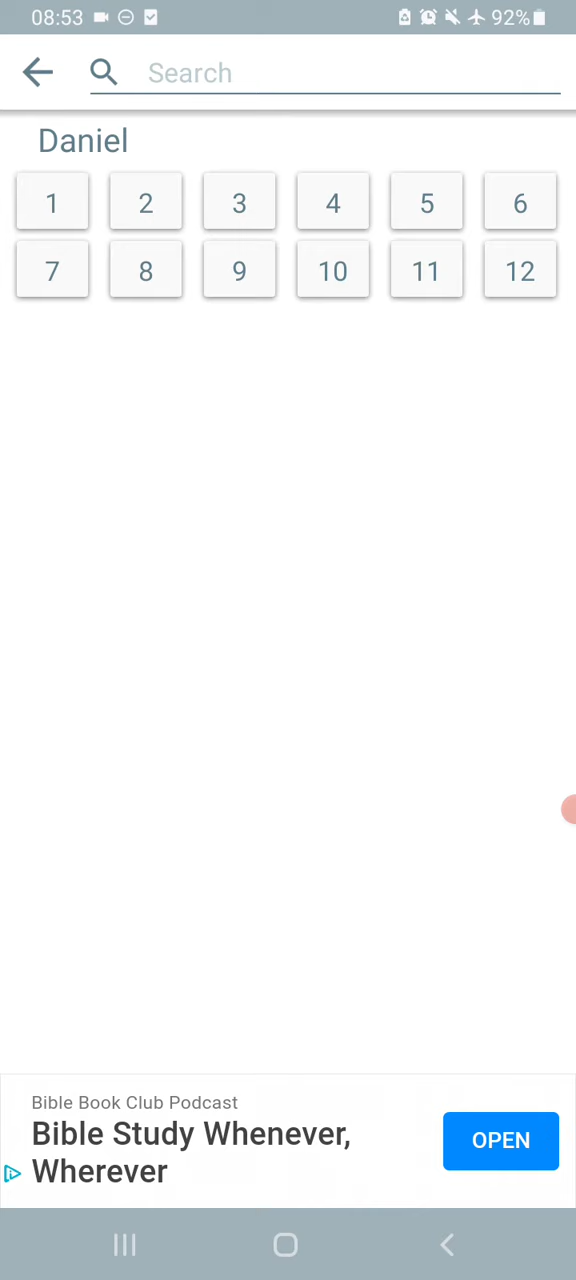 08:53 92%
Search
Daniel
1 2 3 4 5 6
7 8 9 10 11 12
Bible Book Club Podcast
Bible Study Whenever,
Wherever
OPEN